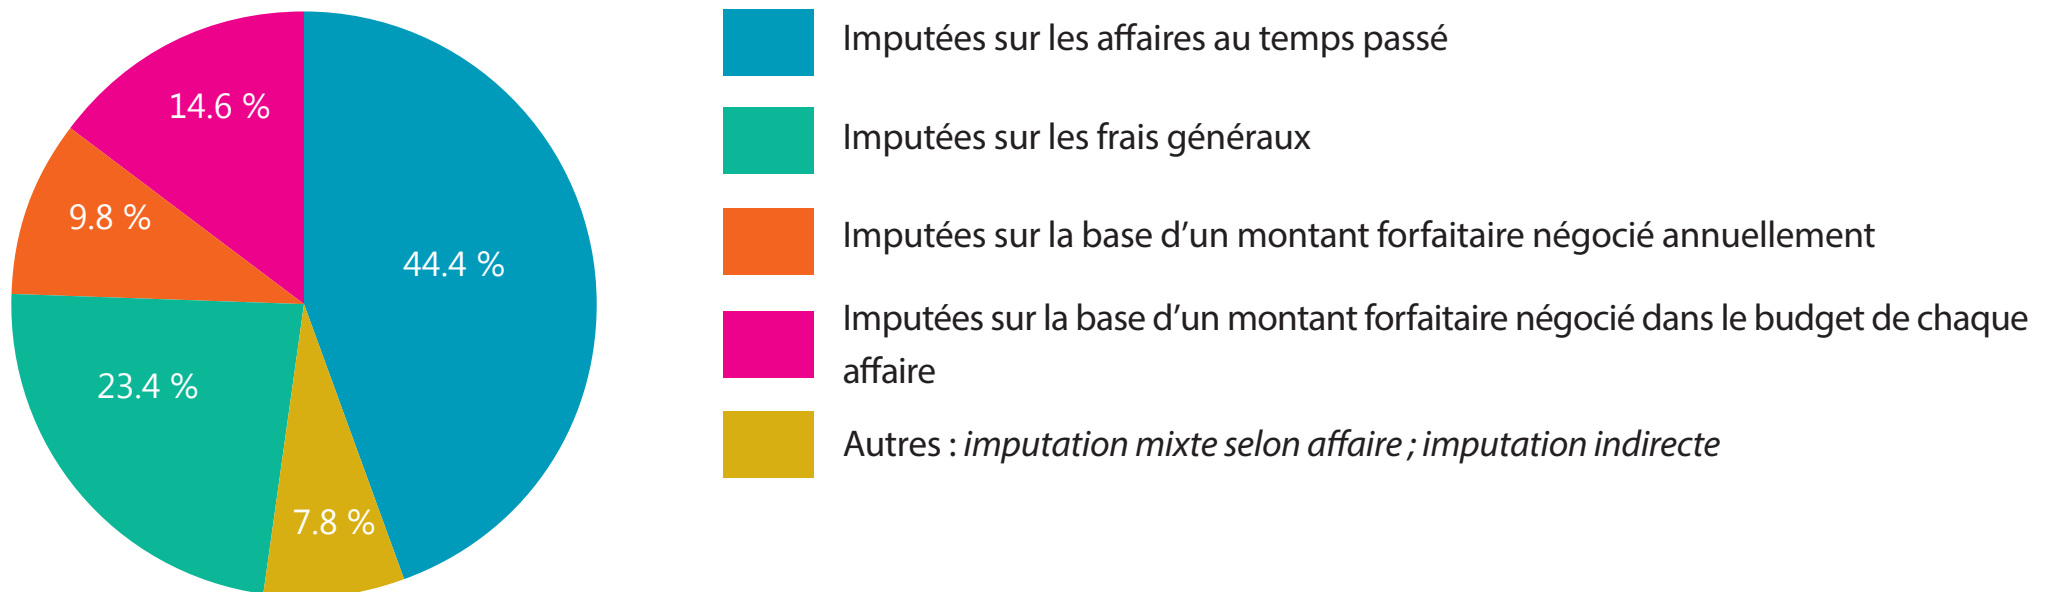 14.6 %
9.8 %
44.4 %
23.4 %
7.8 %
Imputées sur les affaires au temps passé
Imputées sur les frais généraux
Imputées sur la base d’un montant forfaitaire négocié annuellement
Imputées sur la base d’un montant forfaitaire négocié dans le budget de chaque
affaire
Autres : imputation mixte selon affaire ; imputation indirecte